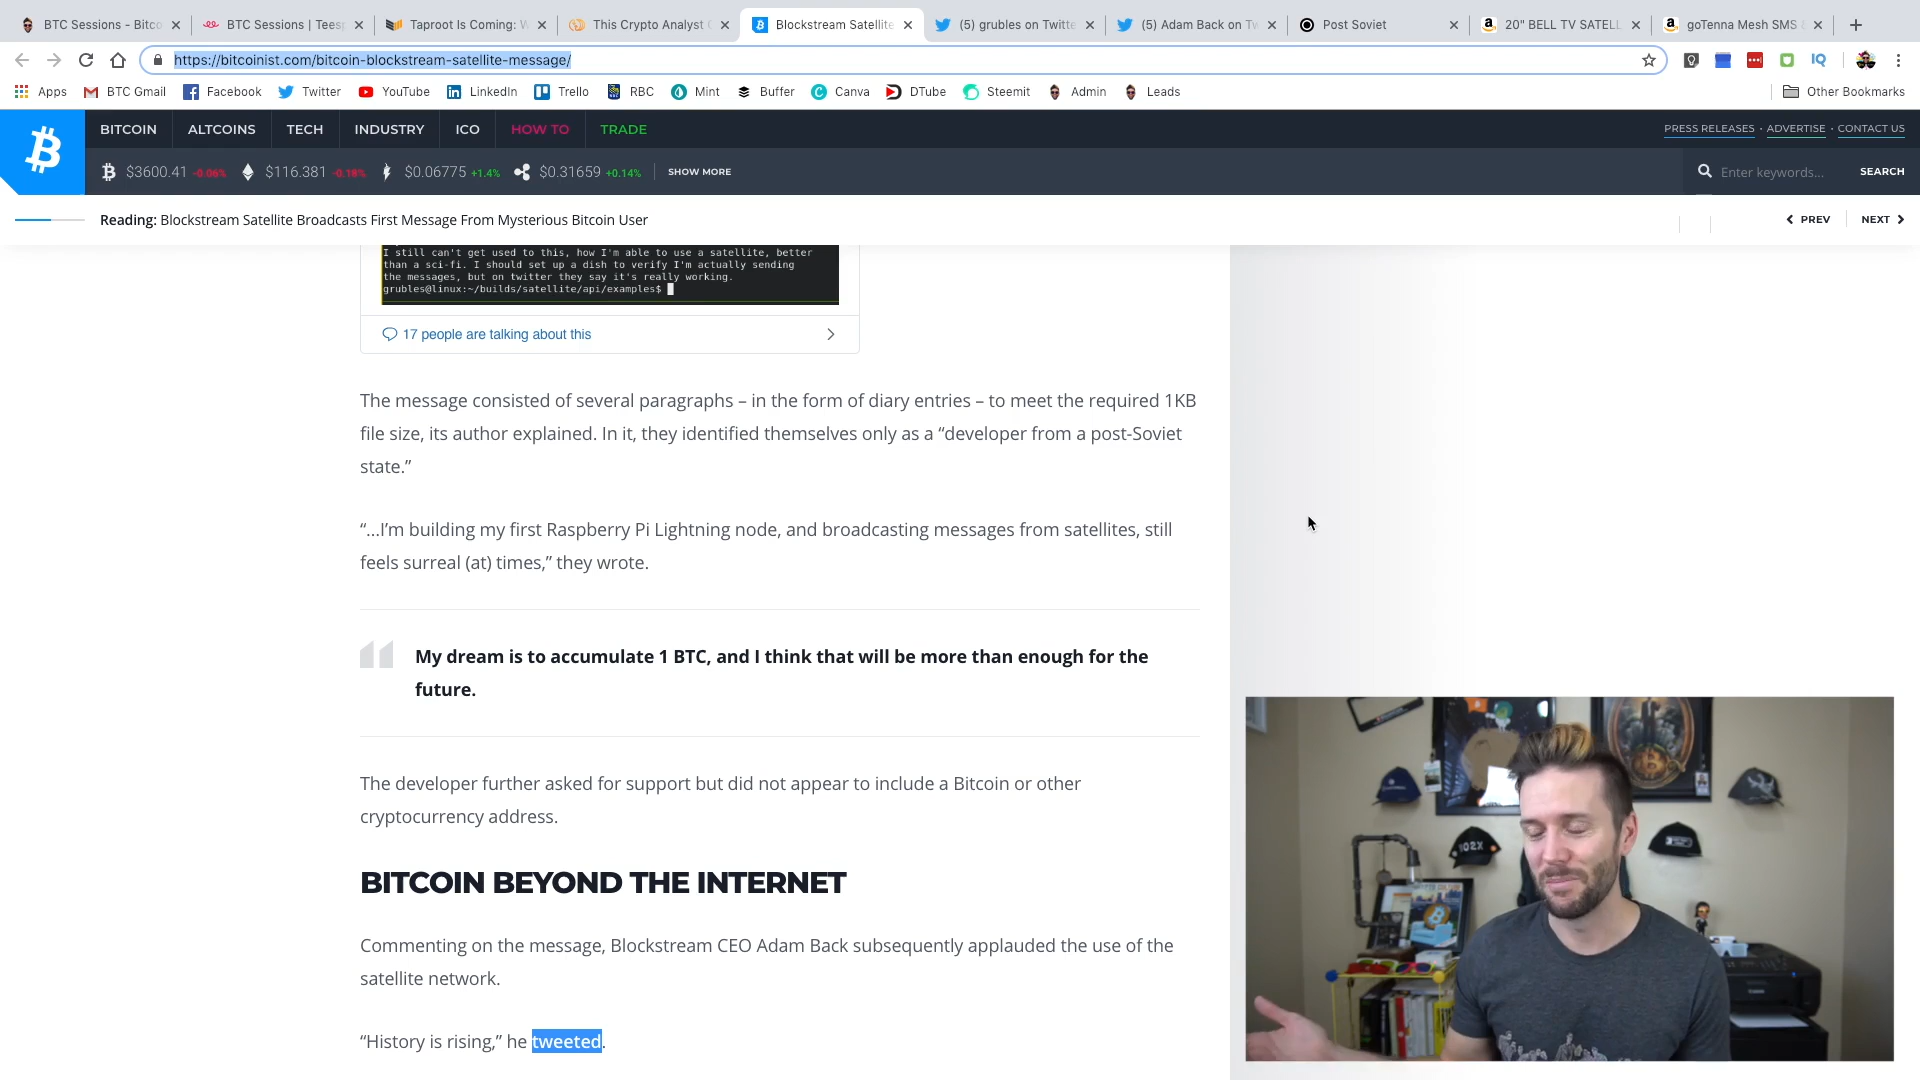 BTC Sessions - Bitco
BTC Sessions | Teesp
Taproot Is Coming: W
This Crypto Analyst
Blockstream Satellite
(5) grubles on Twitte
(5) Adam Back on Tw
Post Soviet
20" BELL TV SATELL
goTenna Mesh SMS
https://bitcoinist.com/bitcoin-blockstream-satellite-message/
Apps
BTC Gmail
Facebook
Twitter
YouTube
LinkedIn
Trello
RBC
Mint
Buffer
Canva
DTube
Steemit
Admin
Leads
Other Bookmarks
BITCOIN
ALTCOINS
TECH
INDUSTRY
ICO
HOW TO
TRADE
PRESS RELEASES · ADVERTISE · CONTACT US
$3600.41 -0.06%
$116.381 -0.18%
$0.06775 +1.4%
$0.31659 +0.14%
SHOW MORE
Enter keywords...
SEARCH
Reading: Blockstream Satellite Broadcasts First Message From Mysterious Bitcoin User
PREV
NEXT
I still can't get used to this, how I'm able to use a satellite, better
than a sci-fi. I should set up a dish to verify I'm actually sending
the messages, but on twitter they say it's really working.
grubles@linux:~/builds/satellite/api/examples$
17 people are talking about this
The message consisted of several paragraphs – in the form of diary entries – to meet the required 1KB
file size, its author explained. In it, they identified themselves only as a “developer from a post-Soviet
state.”
“…I’m building my first Raspberry Pi Lightning node, and broadcasting messages from satellites, still
feels surreal (at) times,” they wrote.
My dream is to accumulate 1 BTC, and I think that will be more than enough for the
future.
The developer further asked for support but did not appear to include a Bitcoin or other
cryptocurrency address.
BITCOIN BEYOND THE INTERNET
Commenting on the message, Blockstream CEO Adam Back subsequently applauded the use of the
satellite network.
“History is rising,” he tweeted.